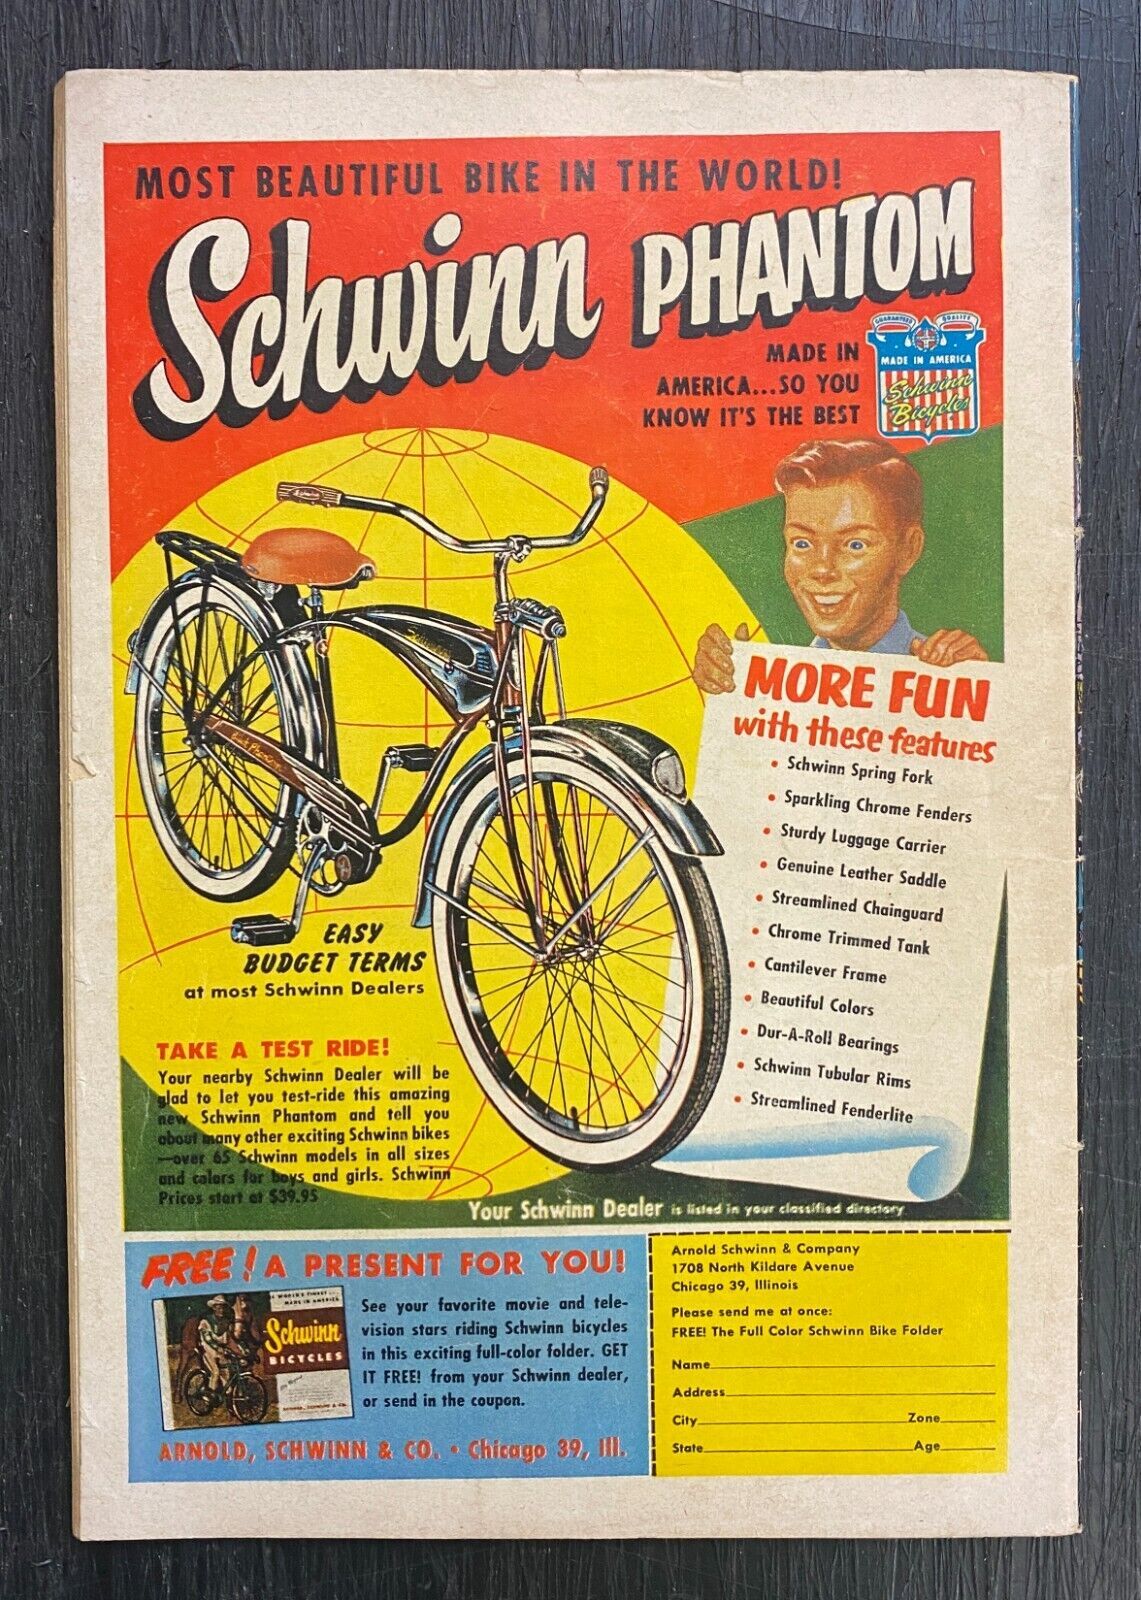 MOST BEAUTIFUL BIKE IN THE WORLD!
Schwinn PHANTOM
MADE IN
AMERICA...SO YOU
KNOW IT'S THE BEST
GUARANTEED QUALITY
MADE IN AMERICA
Schwinn
Bicycles
MORE FUN
with these features
• Schwinn Spring Fork
• Sparkling Chrome Fenders
• Sturdy Luggage Carrier
• Genuine Leather Saddle
• Streamlined Chainguard
• Chrome Trimmed Tank
• Cantilever Frame
• Beautiful Colors
• Dur-A-Roll Bearings
• Schwinn Tubular Rims
• Streamlined Fenderlite
Schwinn
Phantom
EASY
BUDGET TERMS
at most Schwinn Dealers
TAKE A TEST RIDE!
Your nearby Schwinn Dealer will be
glad to let you test-ride this amazing
new Schwinn Phantom and tell you
about many other exciting Schwinn bikes
—over 65 Schwinn models in all sizes
and colors for boys and girls. Schwinn
Prices start at $39.95
Your Schwinn Dealer is listed in your classified directory
FREE! A PRESENT FOR YOU!
WORLD'S FINEST
MADE IN AMERICA
Schwinn
BICYCLES
See your favorite movie and tele-
vision stars riding Schwinn bicycles
in this exciting full-color folder. GET
IT FREE! from your Schwinn dealer,
or send in the coupon.
ARNOLD, SCHWINN & CO. • Chicago 39, Ill.
Arnold Schwinn & Company
1708 North Kildare Avenue
Chicago 39, Illinois
Please send me at once:
FREE! The Full Color Schwinn Bike Folder
Name
Address
City Zone
State Age